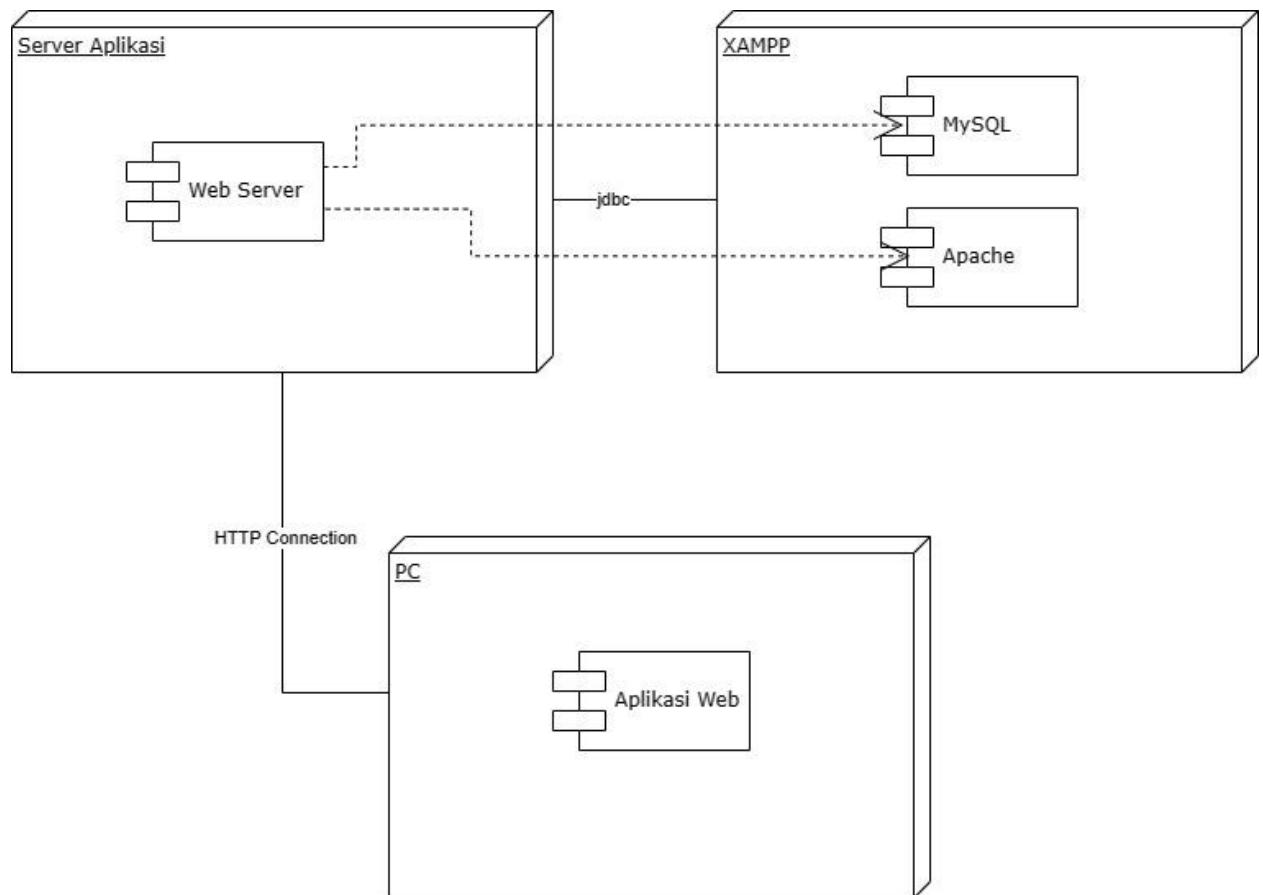 Server Aplikasi
XAMPP
MySQL
Web Server
jdbc
Apache
HTTP Connection
PC
Aplikasi Web